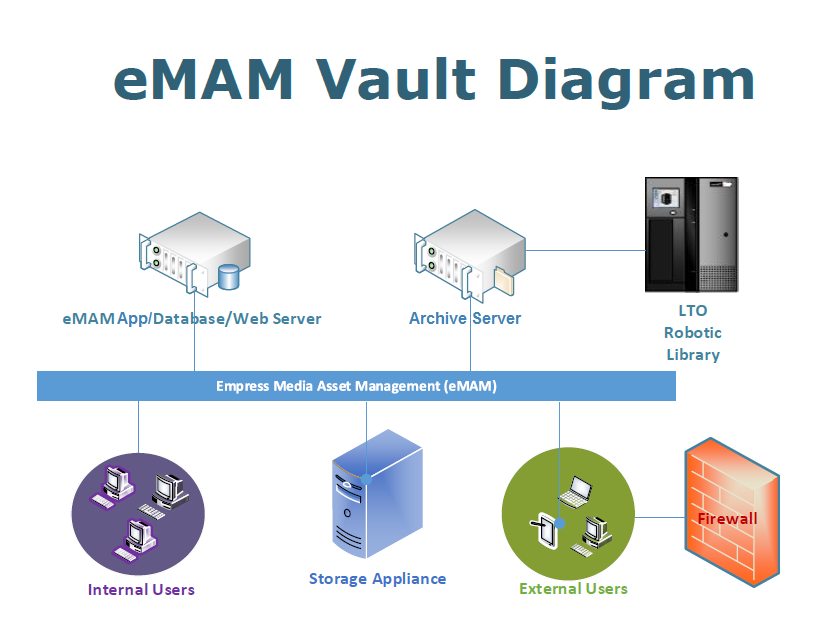 eMAM Vault Diagram
eMAM App/Database/Web Server
Archive Server
LTO
Robotic
Library
Empress Media Asset Management (eMAM)
Firewall
Internal Users
Storage Appliance
External Users